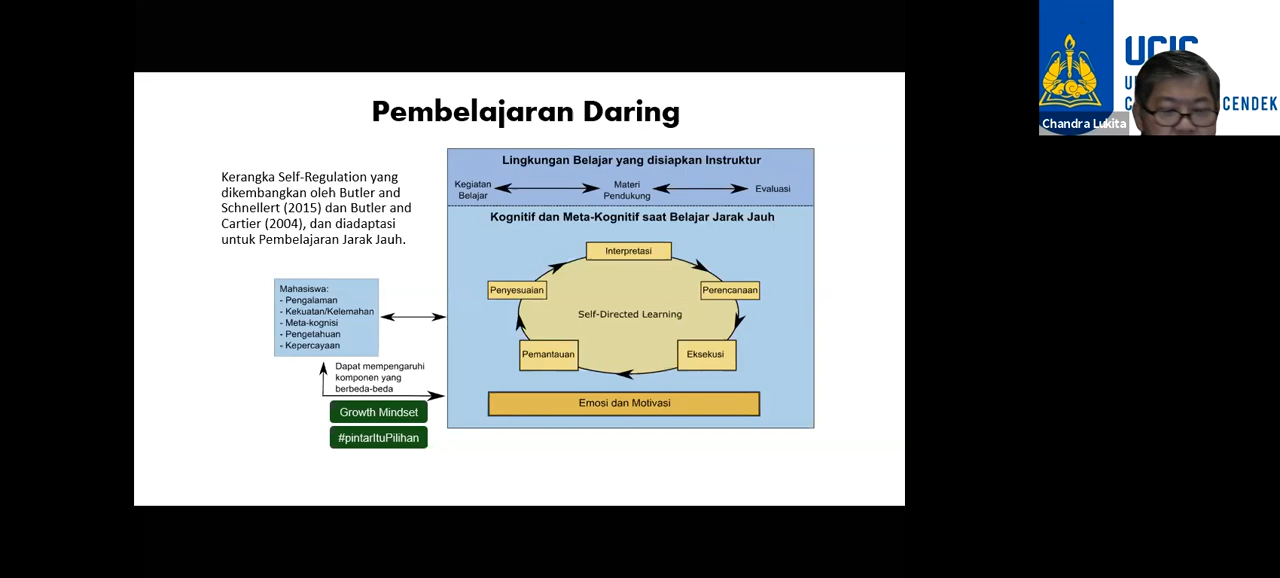 Pembelajaran Daring
Kerangka Self-Regulation yang
dikembangkan oleh Butler and
Schnellert (2015) dan Butler and
Cartier (2004), dan diadaptasi
untuk Pembelajaran Jarak Jauh.
Lingkungan Belajar yang disiapkan Instruktur
Kegiatan
Belajar
Materi
Pendukung
Evaluasi
Kognitif dan Meta-Kognitif saat Belajar Jarak Jauh
Interpretasi
Penyesuaian
Perencanaan
Self-Directed Learning
Pemantauan
Eksekusi
Emosi dan Motivasi
Mahasiswa:
- Pengalaman
- Kekuatan/Kelemahan
- Meta-kognisi
- Pengetahuan
- Kepercayaan
Dapat mempengaruhi
komponen yang
berbeda-beda
Growth Mindset
#pintarItuPilihan
UCIC
CENDEK
Chandra Lukita